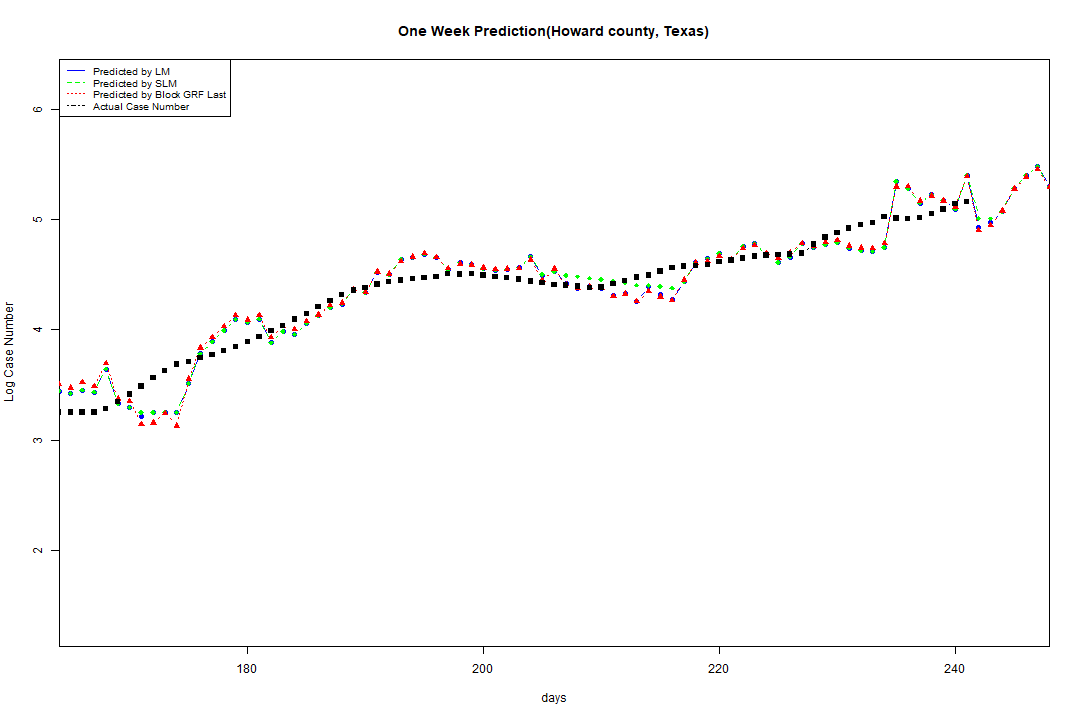 One Week Prediction(Howard county, Texas)
Predicted by LM
Predicted by SLM
Predicted by Block GRF Last
Actual Case Number
6
5
4
3
2
Log Case Number
180 200 220 240
days